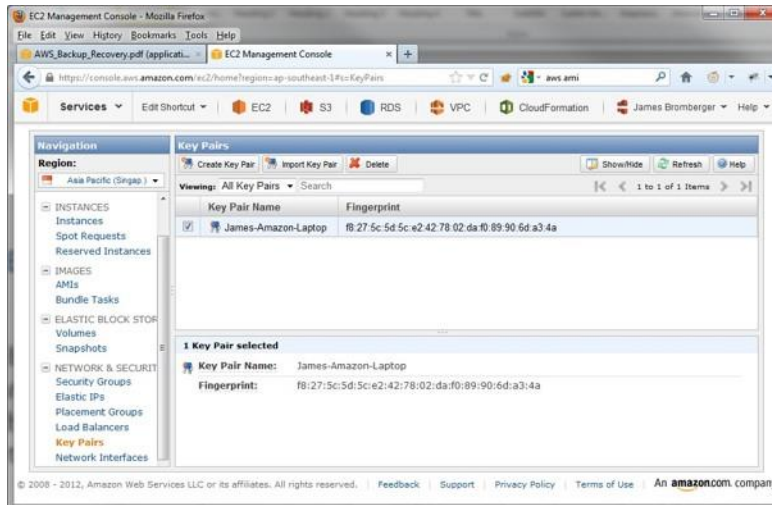 EC2 Management Console - Mozilla Firefox
File Edit View History Bookmarks Tools Help
AWS_Backup_Recovery.pdf (applicati... × EC2 Management Console × +
https://console.aws.amazon.com/ec2/home?region=ap-southeast-1#s=KeyPairs aws ami
Services Edit Shortcut EC2 S3 RDS VPC CloudFormation James Bromberger Help
Navigation
Region:
Asia Pacific (Singap.)
INSTANCES
Instances
Spot Requests
Reserved Instances
IMAGES
AMIs
Bundle Tasks
ELASTIC BLOCK STOR
Volumes
Snapshots
NETWORK & SECURIT
Security Groups
Elastic IPs
Placement Groups
Load Balancers
Key Pairs
Network Interfaces
Key Pairs
Create Key Pair Import Key Pair Delete Show/Hide Refresh Help
Viewing: All Key Pairs Search 1 to 1 of 1 Items
Key Pair Name Fingerprint
James-Amazon-Laptop f8:27:5c:5d:5c:e2:42:78:02:da:f0:89:90:6d:a3:4a
1 Key Pair selected
Key Pair Name: James-Amazon-Laptop
Fingerprint: f8:27:5c:5d:5c:e2:42:78:02:da:f0:89:90:6d:a3:4a
© 2008 - 2012, Amazon Web Services LLC or its affiliates. All rights reserved. Feedback Support Privacy Policy Terms of Use An amazon.com. compan